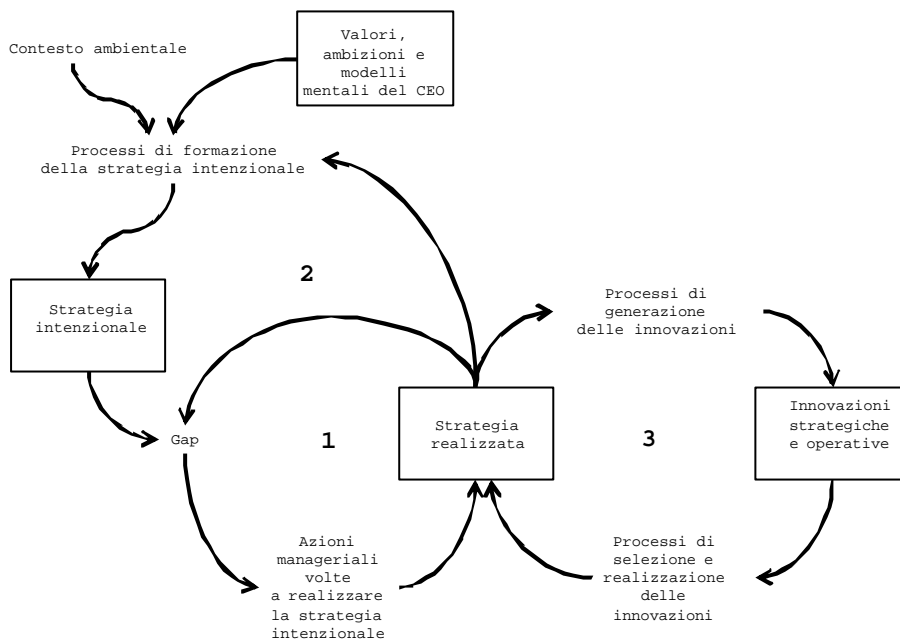 Contesto ambientale
Valori,
ambizioni e
modelli
mentali del CEO
Processi di formazione
della strategia intenzionale
2
Strategia
intenzionale
Processi di
generazione
delle innovazioni
Gap
1
Strategia
realizzata
3
Innovazioni
strategiche
e operative
Azioni
manageriali
volte
a realizzare
la strategia
intenzionale
Processi di
selezione e
realizzazione
delle
innovazioni